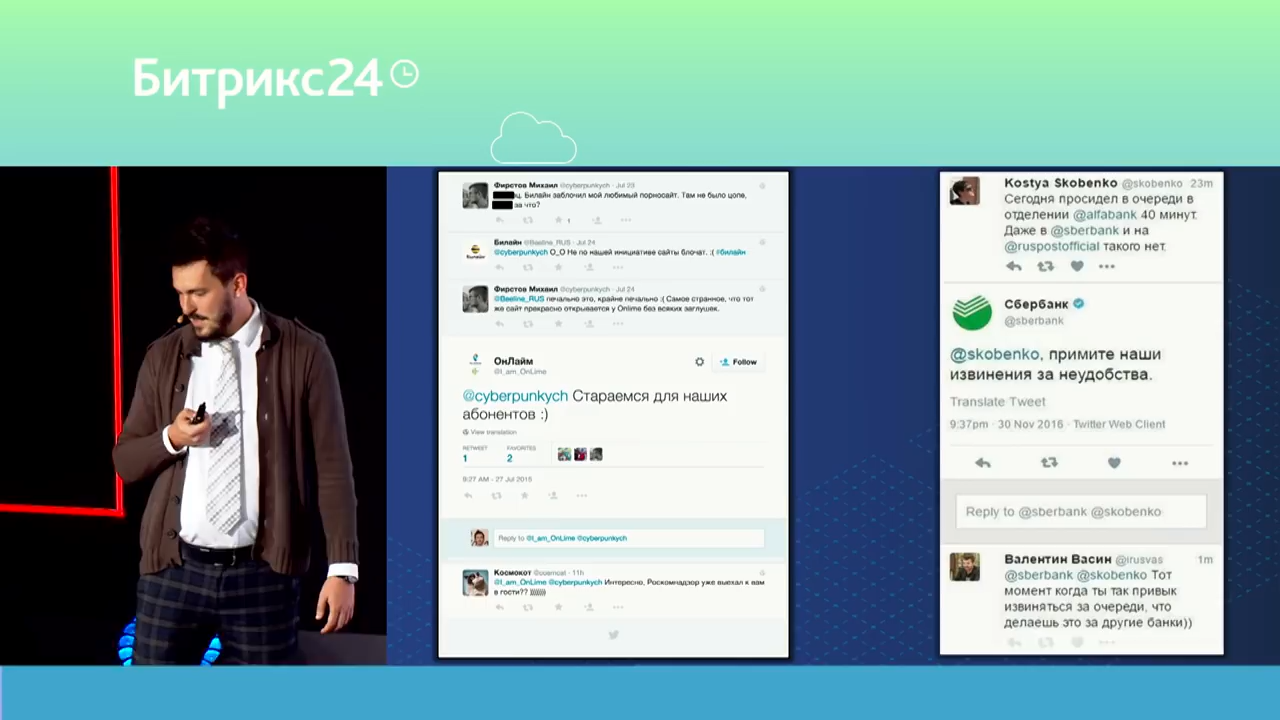 Битрикс24
Фирстов Михаил @cyberpunkych · Jul 23
ц, Билайн заблочил мой любимый порносайт. Там не было цопе,
за что?
1
Билайн @Beeline_RUS · Jul 24
@cyberpunkych O_O Не по нашей инициативе сайты блочат. :( #билайн
Фирстов Михаил @cyberpunkych · Jul 24
@Beeline_RUS печально это, крайне печально :( Самое странное, что тот
же сайт прекрасно открывается у Onlime без всяких заглушек.
ОнЛайм
@I_am_OnLime
Follow
@cyberpunkych Стараемся для наших
абонентов :)
View translation
RETWEET
1
FAVORITES
2
9:27 AM - 27 Jul 2015
Reply to @I_am_OnLime @cyberpunkych
Космокот @cosmcat · 11h
@I_am_OnLime @cyberpunkych Интересно, Роскомнадзор уже выехал к вам
в гости?? )))))))
Kostya Skobenko @skobenko 23m
Сегодня просидел в очереди в
отделении @alfabank 40 минут.
Даже в @sberbank и на
@ruspostofficial такого нет.
Сбербанк
@sberbank
@skobenko, примите наши
извинения за неудобства.
Translate Tweet
9:37pm · 30 Nov 2016 · Twitter Web Client
Reply to @sberbank @skobenko
Валентин Васин @irusvas 1m
@sberbank @skobenko Тот
момент когда ты так привык
извиняться за очереди, что
делаешь это за другие банки))